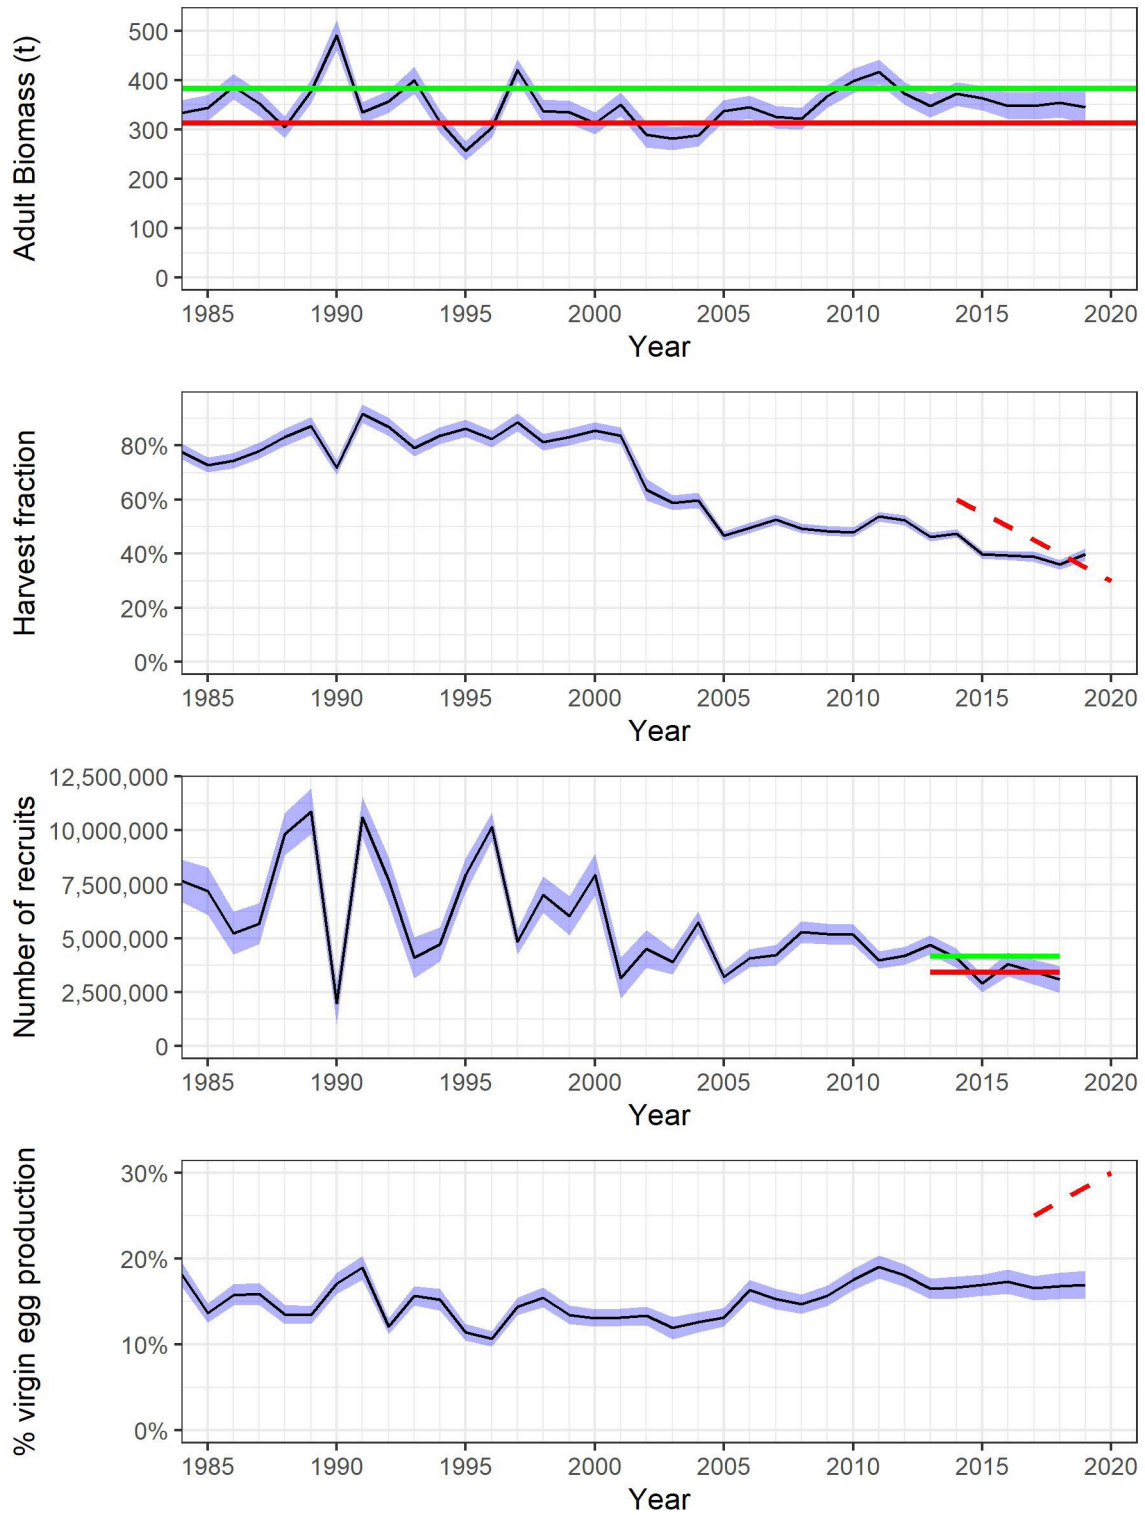 Adult Biomass (t)
500
400
300
200
100
0
1985 1990 1995 2000 2005 2010 2015 2020
Year
Harvest fraction
80%
60%
40%
20%
0%
1985 1990 1995 2000 2005 2010 2015 2020
Year
Number of recruits
12,500,000
10,000,000
7,500,000
5,000,000
2,500,000
0
1985 1990 1995 2000 2005 2010 2015 2020
Year
% virgin egg production
30%
20%
10%
0%
1985 1990 1995 2000 2005 2010 2015 2020
Year